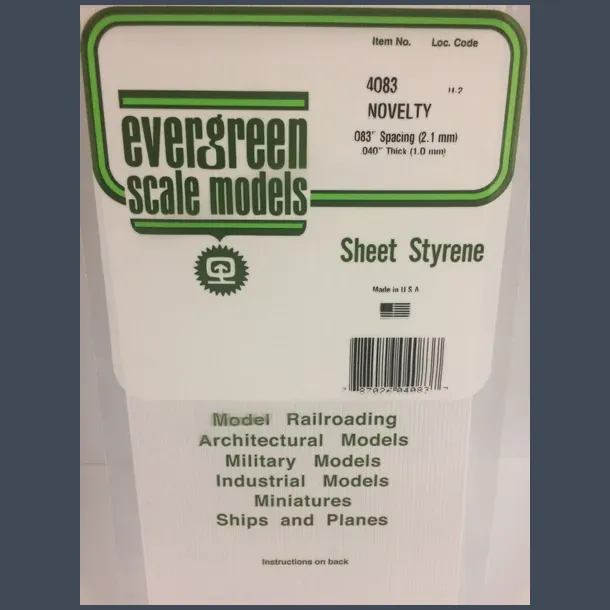 Item No. Loc. Code
4083
NOVELTY
.083" Spacing (2.1 mm)
.040" Thick (1.0 mm)
evergreen
scale models
Sheet Styrene
Made in U.S.A.
Model Railroading
Architectural Models
Military Models
Industrial Models
Miniatures
Ships and Planes
Instructions on back